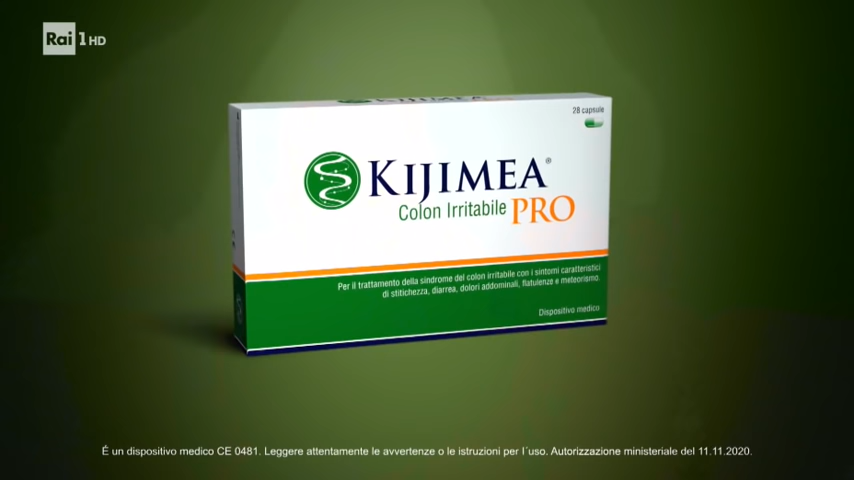 Rai 1 HD
28 capsule
KIJIMEA®
Colon Irritabile PRO
Per il trattamento della sindrome del colon irritabile con i sintomi caratteristici
di stitichezza, diarrea, dolori addominali, flatulenze e meteorismo.
Dispositivo medico
É un dispositivo medico CE 0481. Leggere attentamente le avvertenze o le istruzioni per l´uso. Autorizzazione ministeriale del 11.11.2020.